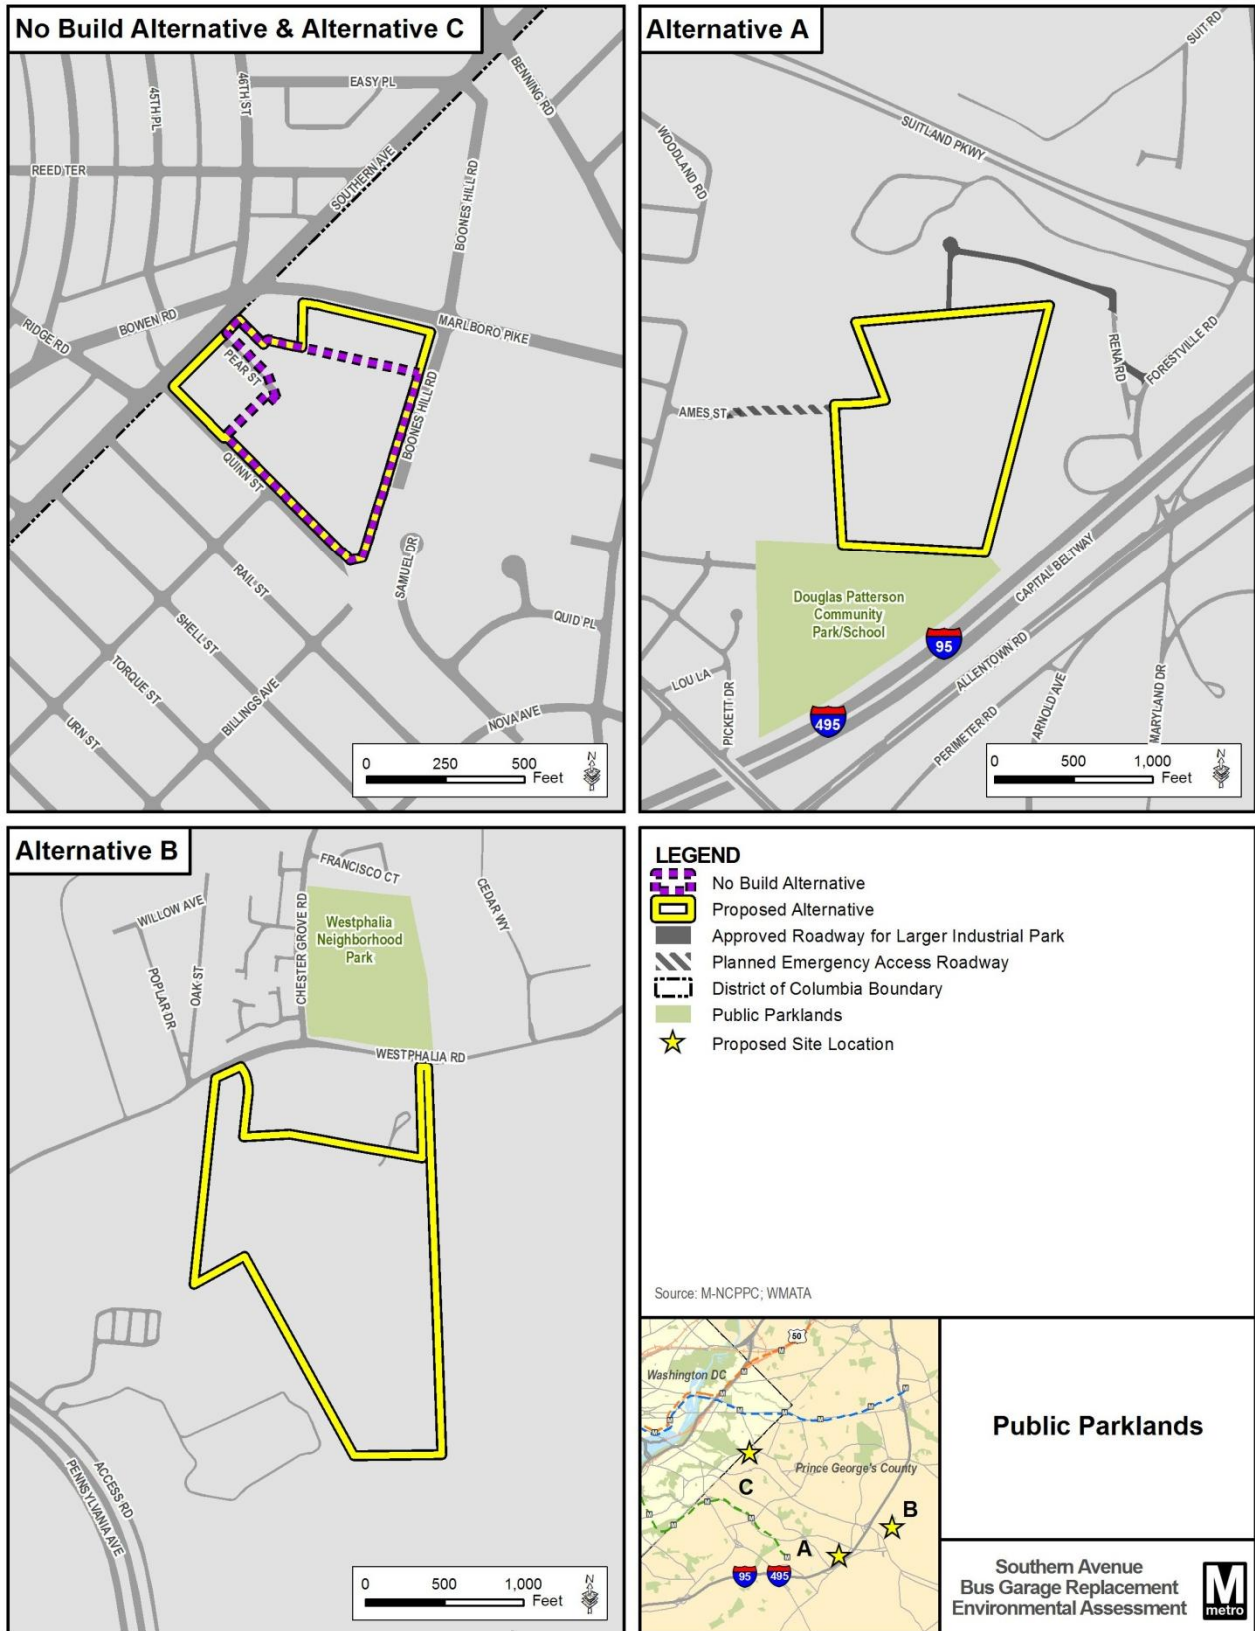 No Build Alternative & Alternative C
EASY PL
46TH ST
45TH PL
BENNING RD
REED TER
SOUTHERN AVE
BOONES HILL RD
BOWEN RD
RIDGE RD
MARLBORO PIKE
PEAR ST
BOONES HILL RD
QUINN ST
SAMUEL DR
RAIL ST
QUID PL
SHELL ST
TORQUE ST
BILLINGS AVE
URN ST
NOVA AVE
0 250 500
Feet
N
Alternative A
SUIT RD
SUITLAND PKWY
WOODLAND RD
RENA RD
FORESTVILLE RD
AMES ST
CAPITAL BELTWAY
Douglas Patterson
Community
Park/School
95
ALLENTOWN RD
LOU LA
PICKETT DR
495
PERIMETER RD
ARNOLD AVE
MARYLAND DR
0 500 1,000
Feet
N
Alternative B
FRANCISCO CT
CEDAR WY
WILLOW AVE
CHESTER GROVE RD
Westphalia
Neighborhood
Park
POPLAR DR
OAK ST
WESTPHALIA RD
ACCESS RD
PENNSYLVANIA AVE
0 500 1,000
Feet
N
LEGEND
No Build Alternative
Proposed Alternative
Approved Roadway for Larger Industrial Park
Planned Emergency Access Roadway
District of Columbia Boundary
Public Parklands
Proposed Site Location
Source: M-NCPPC; WMATA
50
Washington DC
Prince George's County
C
B
A
95
495
Public Parklands
Southern Avenue
Bus Garage Replacement
Environmental Assessment
M
metro